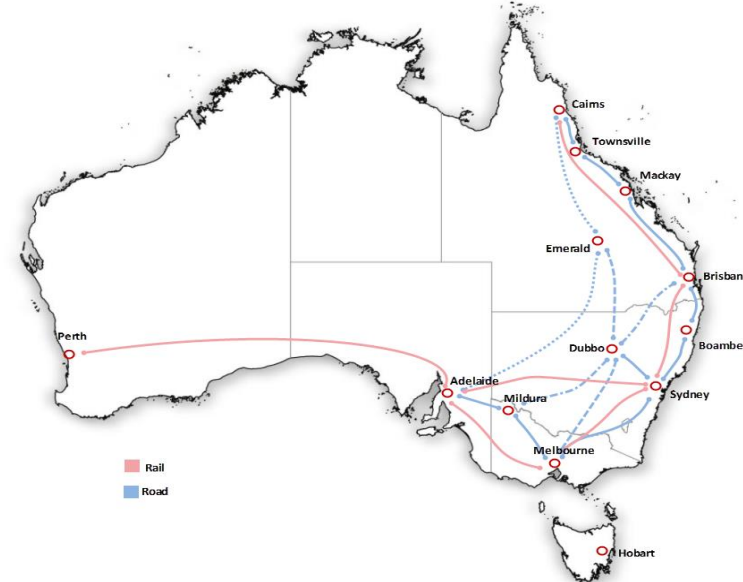 Cairns
Townsville
Mackay
Emerald
Brisban
Perth
Dubbo
Boambe
Adelaide
Mildura
Sydney
Melbourne
Rail
Road
Hobart